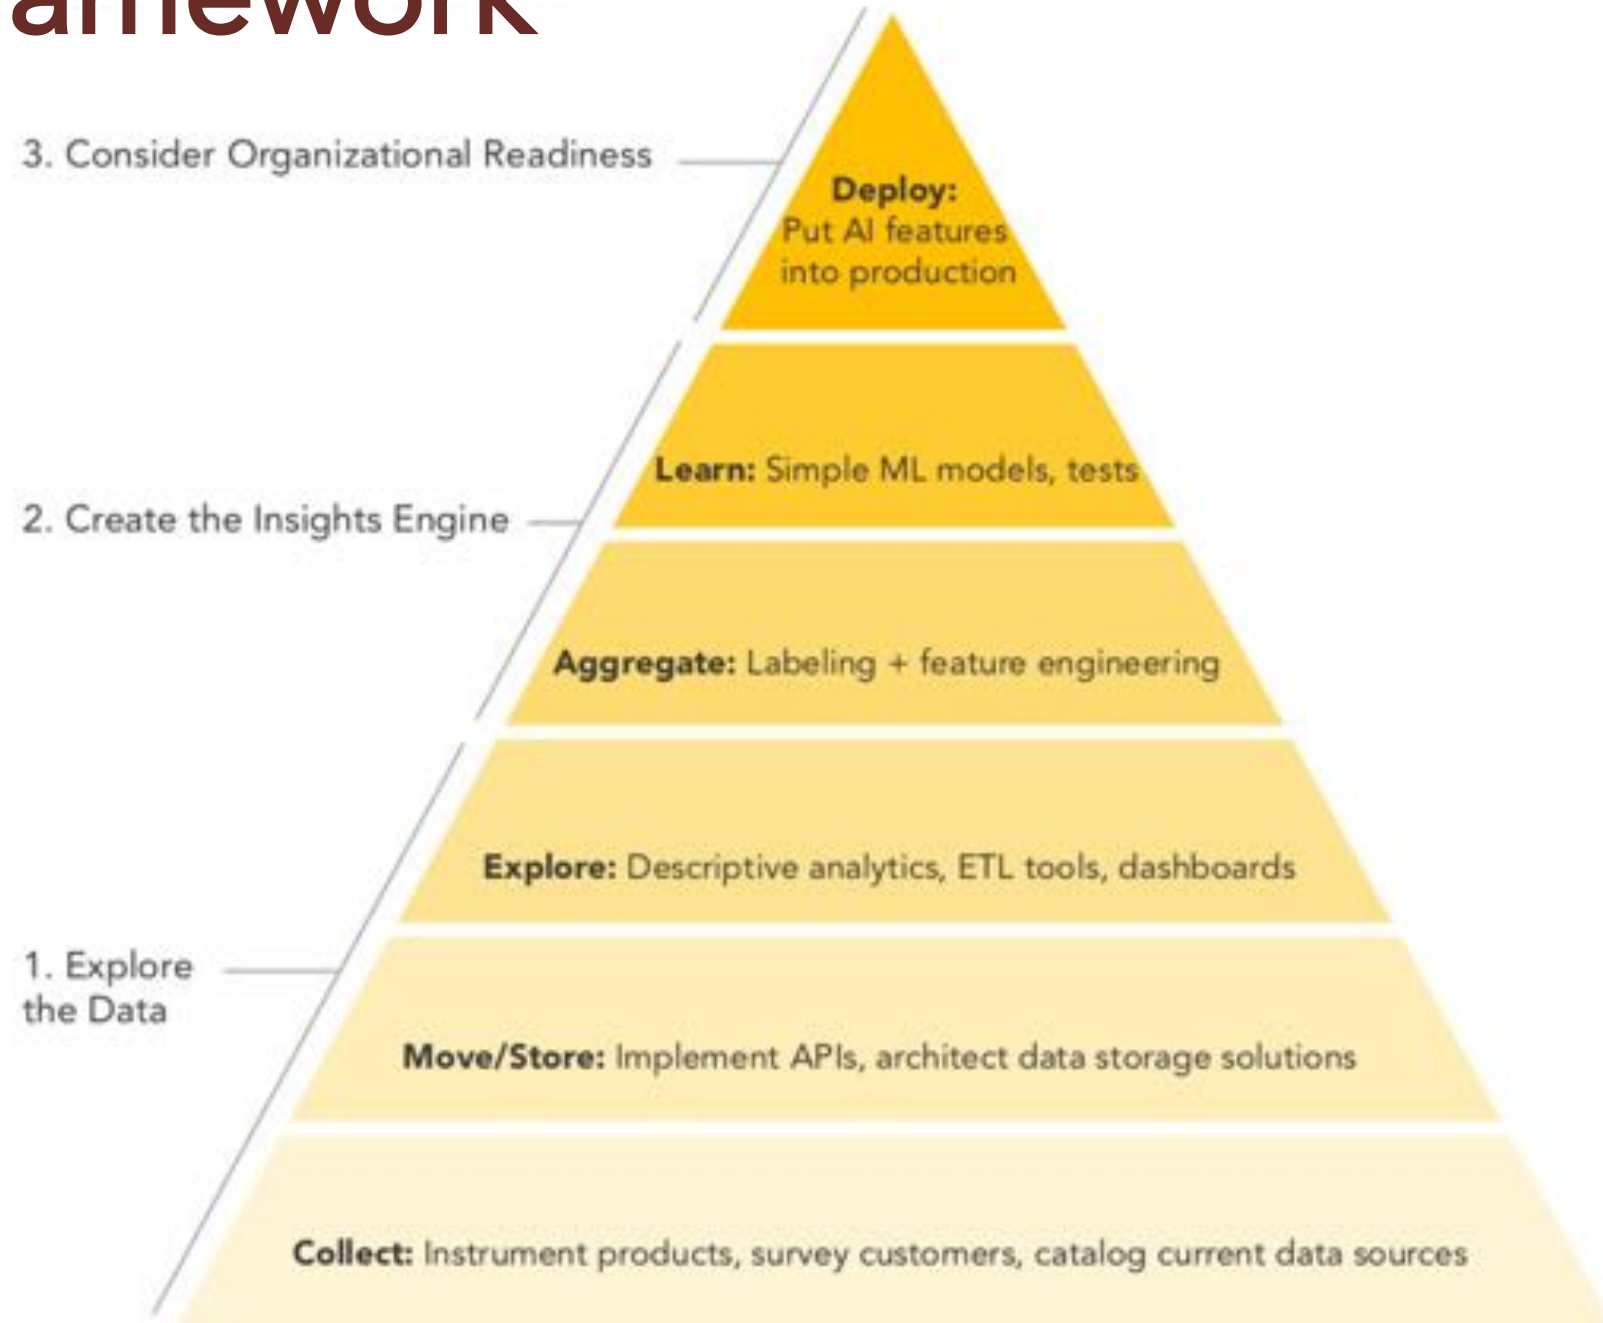 amework
3. Consider Organizational Readiness
Deploy:
Put AI features
into production
Learn: Simple ML models, tests
2. Create the Insights Engine
Aggregate: Labeling + feature engineering
Explore: Descriptive analytics, ETL tools, dashboards
1. Explore
the Data
Move/Store: Implement APIs, architect data storage solutions
Collect: Instrument products, survey customers, catalog current data sources